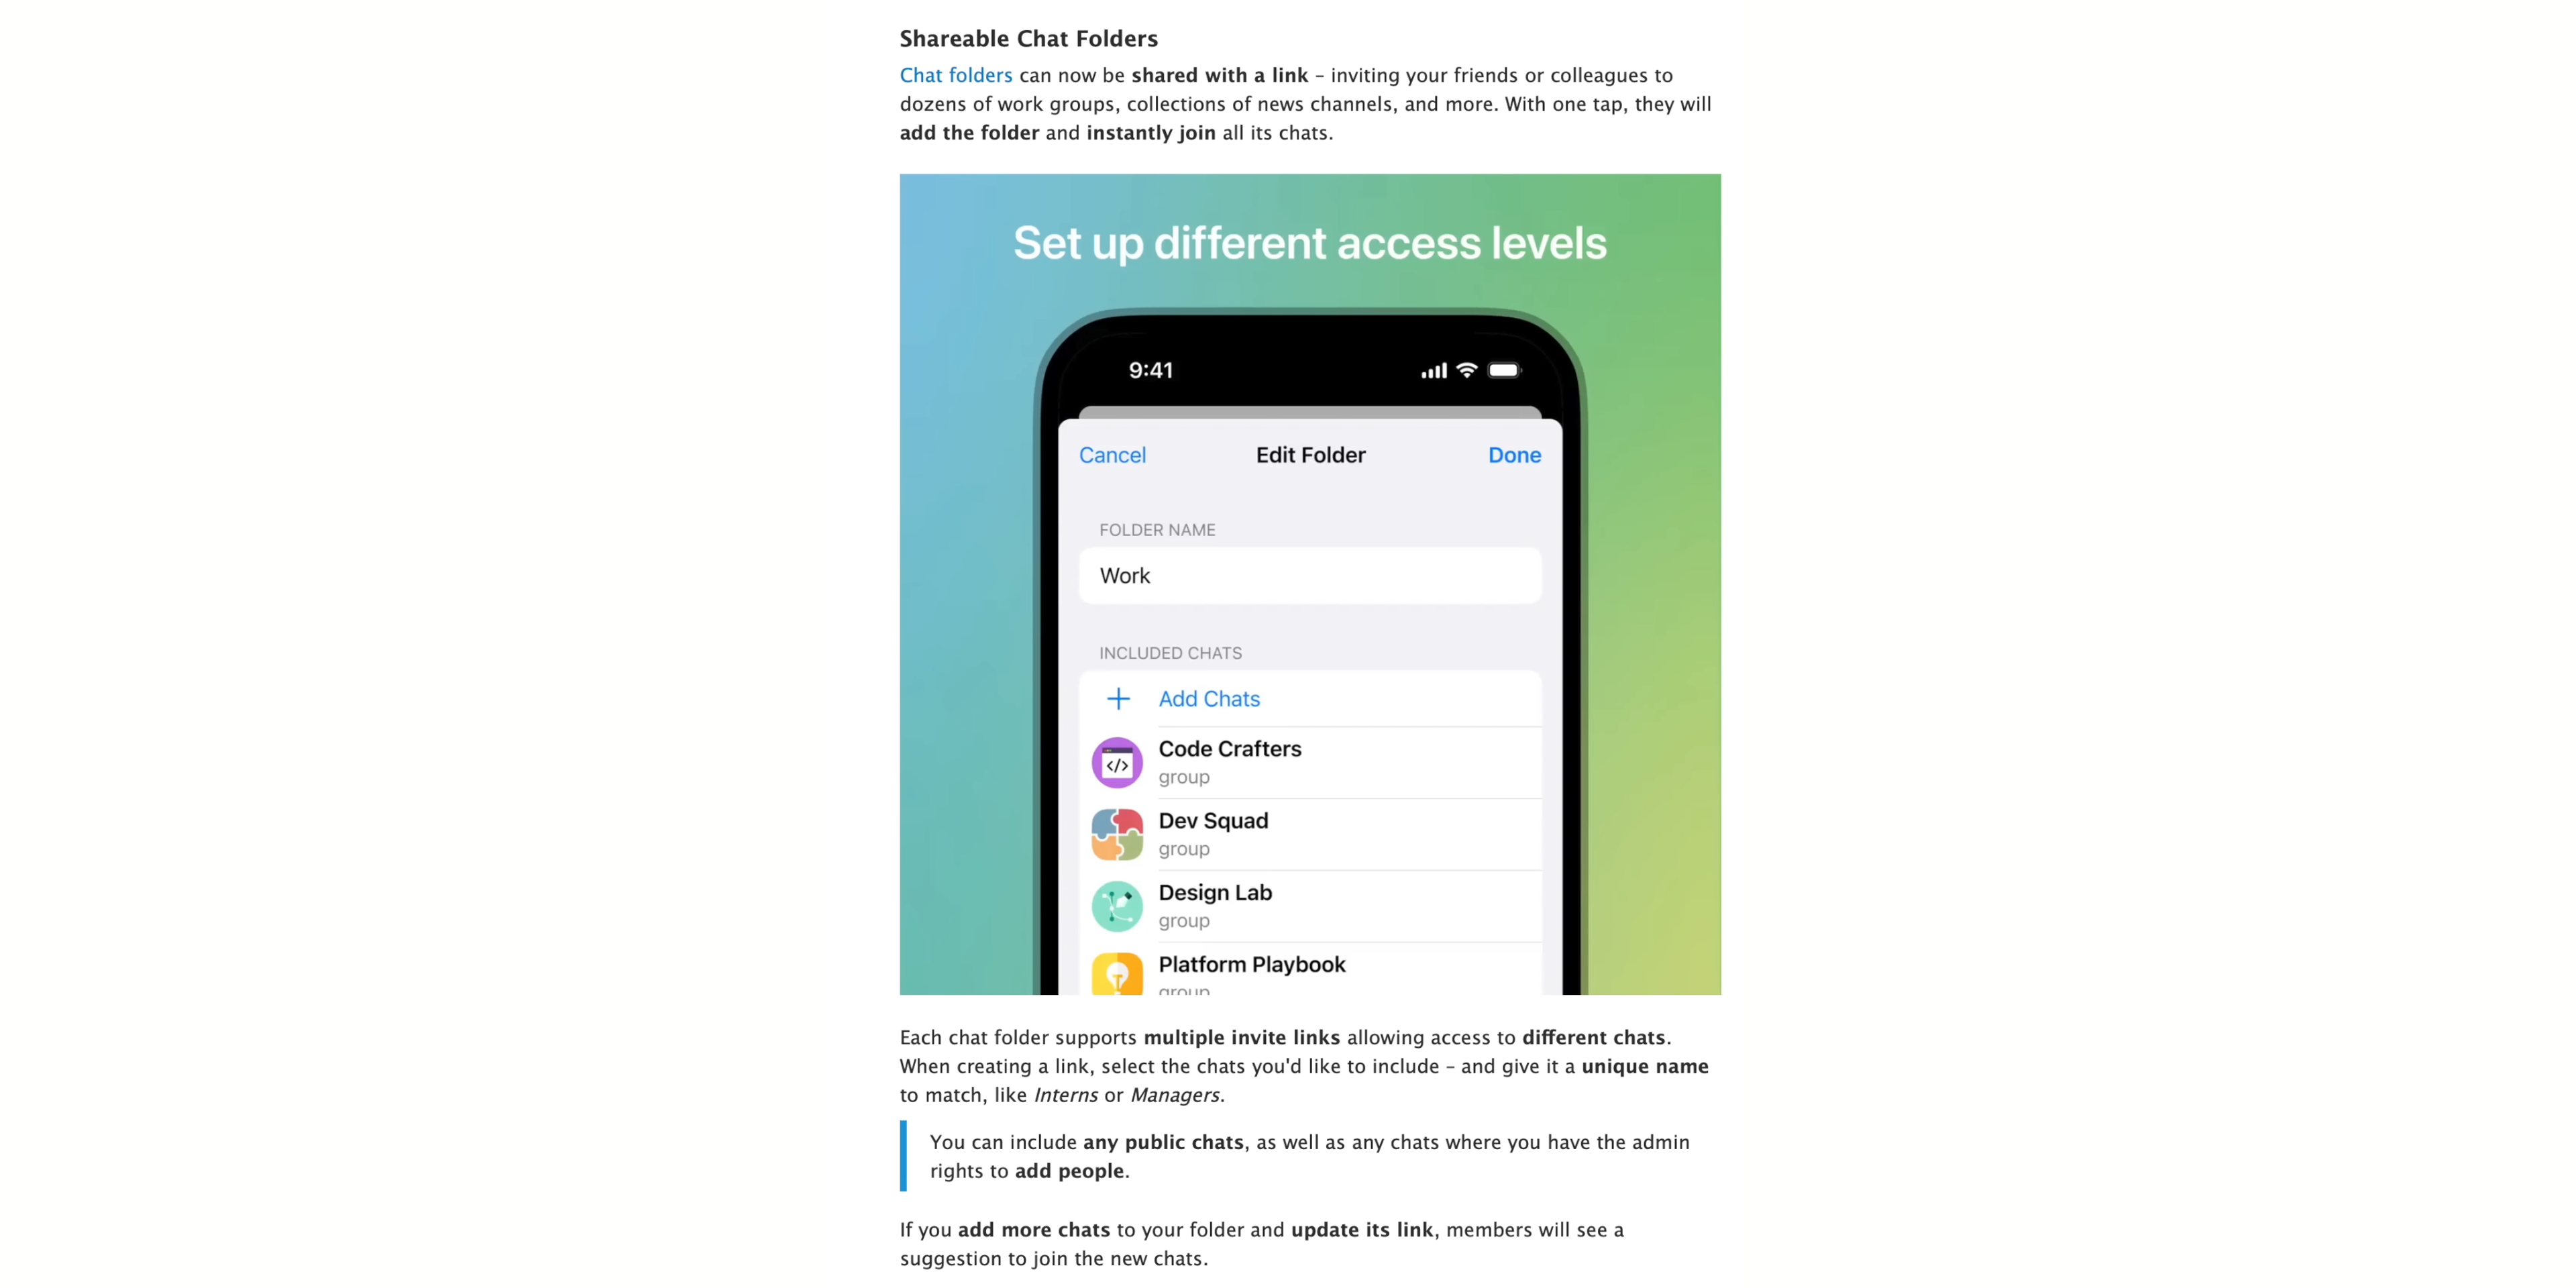 Shareable Chat Folders
Chat folders can now be shared with a link – inviting your friends or colleagues to
dozens of work groups, collections of news channels, and more. With one tap, they will
add the folder and instantly join all its chats.
Set up different access levels
9:41
Cancel Edit Folder Done
FOLDER NAME
Work
INCLUDED CHATS
+ Add Chats
</>
Code Crafters
group
Dev Squad
group
Design Lab
group
Platform Playbook
group
Each chat folder supports multiple invite links allowing access to different chats.
When creating a link, select the chats you'd like to include – and give it a unique name
to match, like Interns or Managers.
You can include any public chats, as well as any chats where you have the admin
rights to add people.
If you add more chats to your folder and update its link, members will see a
suggestion to join the new chats.